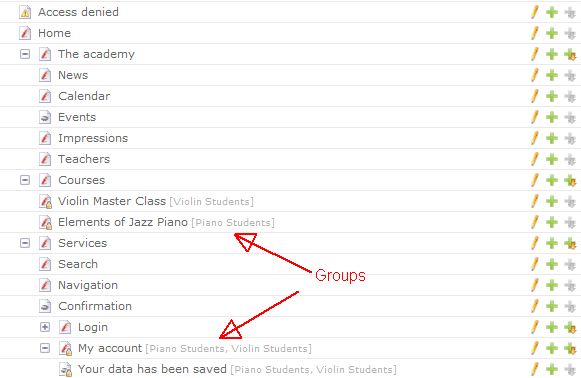 Access denied
Home
The academy
News
Calendar
Events
Impressions
Teachers
Courses
Violin Master Class [Violin Students]
Elements of Jazz Piano [Piano Students]
Services
Search
Groups
Navigation
Confirmation
Login
My account [Piano Students, Violin Students]
Your data has been saved [Piano Students, Violin Students]